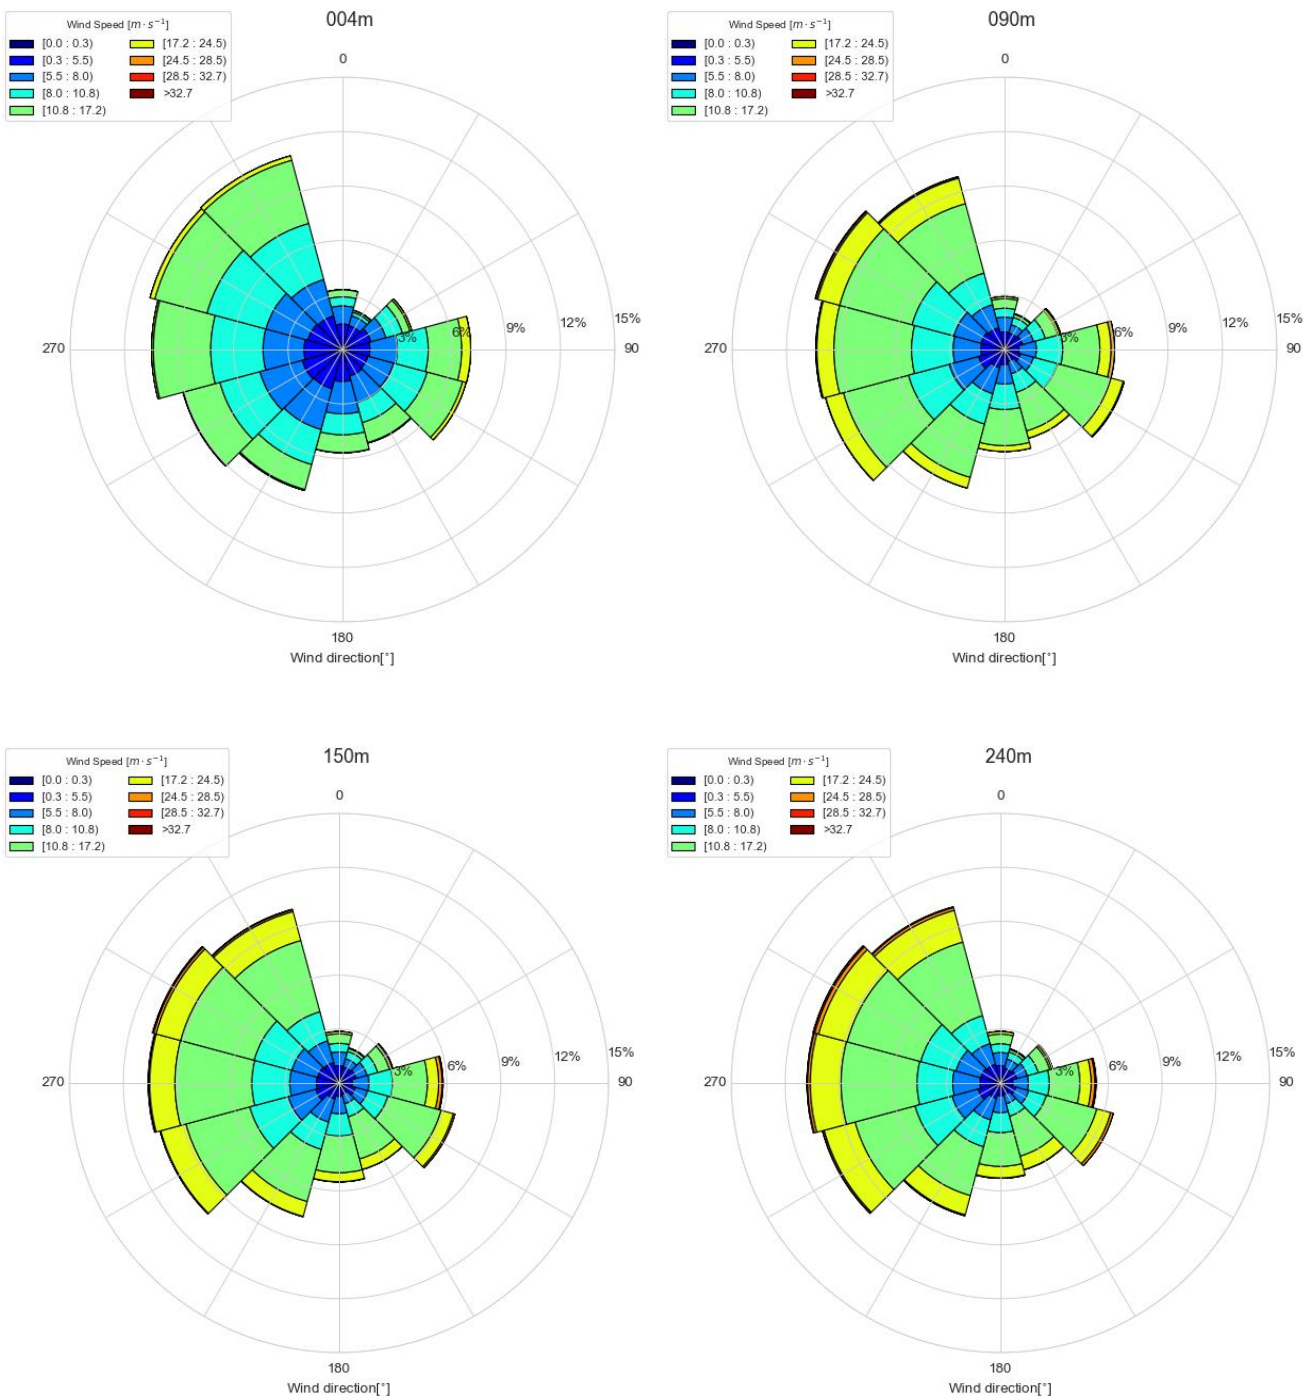 004m
Wind Speed [m · s⁻¹]
[0.0 : 0.3)
[0.3 : 5.5)
[5.5 : 8.0)
[8.0 : 10.8)
[10.8 : 17.2)
[17.2 : 24.5)
[24.5 : 28.5)
[28.5 : 32.7)
>32.7
0
270
90
180
3%
6%
9%
12%
15%
Wind direction[°]
090m
Wind Speed [m · s⁻¹]
[0.0 : 0.3)
[0.3 : 5.5)
[5.5 : 8.0)
[8.0 : 10.8)
[10.8 : 17.2)
[17.2 : 24.5)
[24.5 : 28.5)
[28.5 : 32.7)
>32.7
0
270
90
180
3%
6%
9%
12%
15%
Wind direction[°]
150m
Wind Speed [m · s⁻¹]
[0.0 : 0.3)
[0.3 : 5.5)
[5.5 : 8.0)
[8.0 : 10.8)
[10.8 : 17.2)
[17.2 : 24.5)
[24.5 : 28.5)
[28.5 : 32.7)
>32.7
0
270
90
180
3%
6%
9%
12%
15%
Wind direction[°]
240m
Wind Speed [m · s⁻¹]
[0.0 : 0.3)
[0.3 : 5.5)
[5.5 : 8.0)
[8.0 : 10.8)
[10.8 : 17.2)
[17.2 : 24.5)
[24.5 : 28.5)
[28.5 : 32.7)
>32.7
0
270
90
180
3%
6%
9%
12%
15%
Wind direction[°]